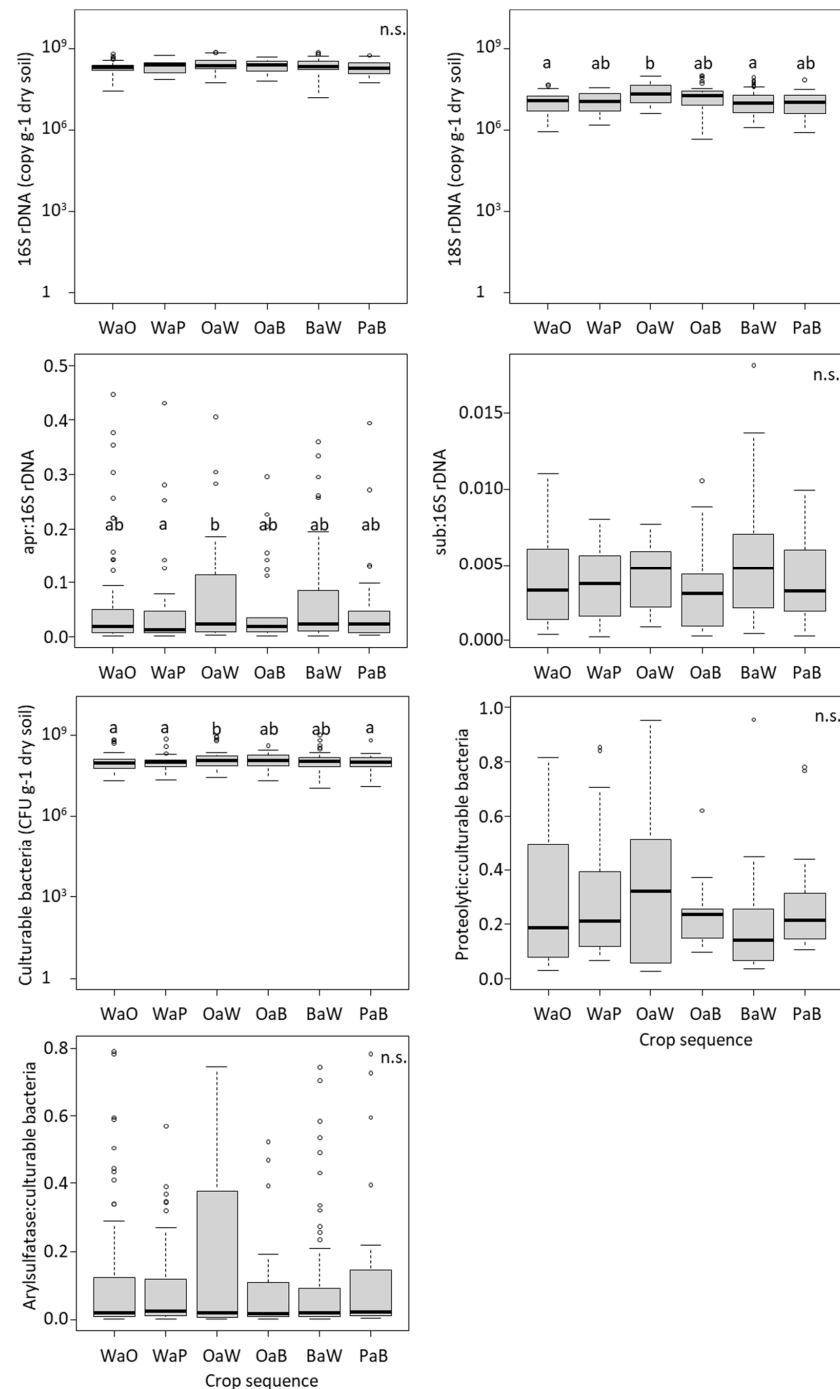 16S rDNA (copy g-1 dry soil)
10⁹
10⁶
10³
1
n.s.
WaO WaP OaW OaB BaW PaB
18S rDNA (copy g-1 dry soil)
10⁹
10⁶
10³
1
a ab b ab a ab
WaO WaP OaW OaB BaW PaB
apr:16S rDNA
0.5
0.4
0.3
0.2
0.1
0.0
ab a b ab ab ab
WaO WaP OaW OaB BaW PaB
sub:16S rDNA
0.015
0.010
0.005
0.000
n.s.
WaO WaP OaW OaB BaW PaB
Culturable bacteria (CFU g-1 dry soil)
10⁹
10⁶
10³
1
a a b ab ab a
WaO WaP OaW OaB BaW PaB
Proteolytic:culturable bacteria
1.0
0.8
0.6
0.4
0.2
0.0
n.s.
WaO WaP OaW OaB BaW PaB
Crop sequence
Arylsulfatase:culturable bacteria
0.8
0.6
0.4
0.2
0.0
n.s.
WaO WaP OaW OaB BaW PaB
Crop sequence